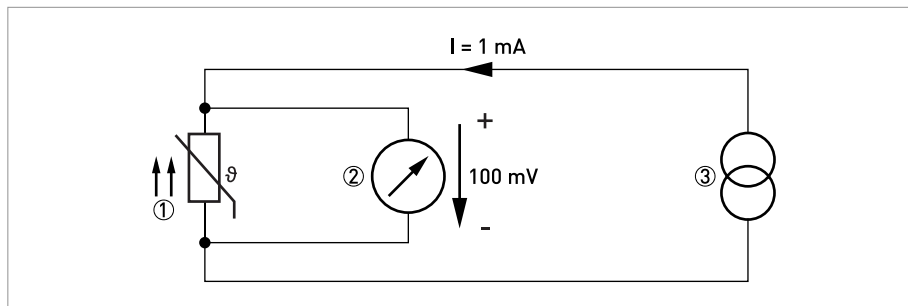 I = 1 mA
+
ϑ
②
100 mV
③
①
-